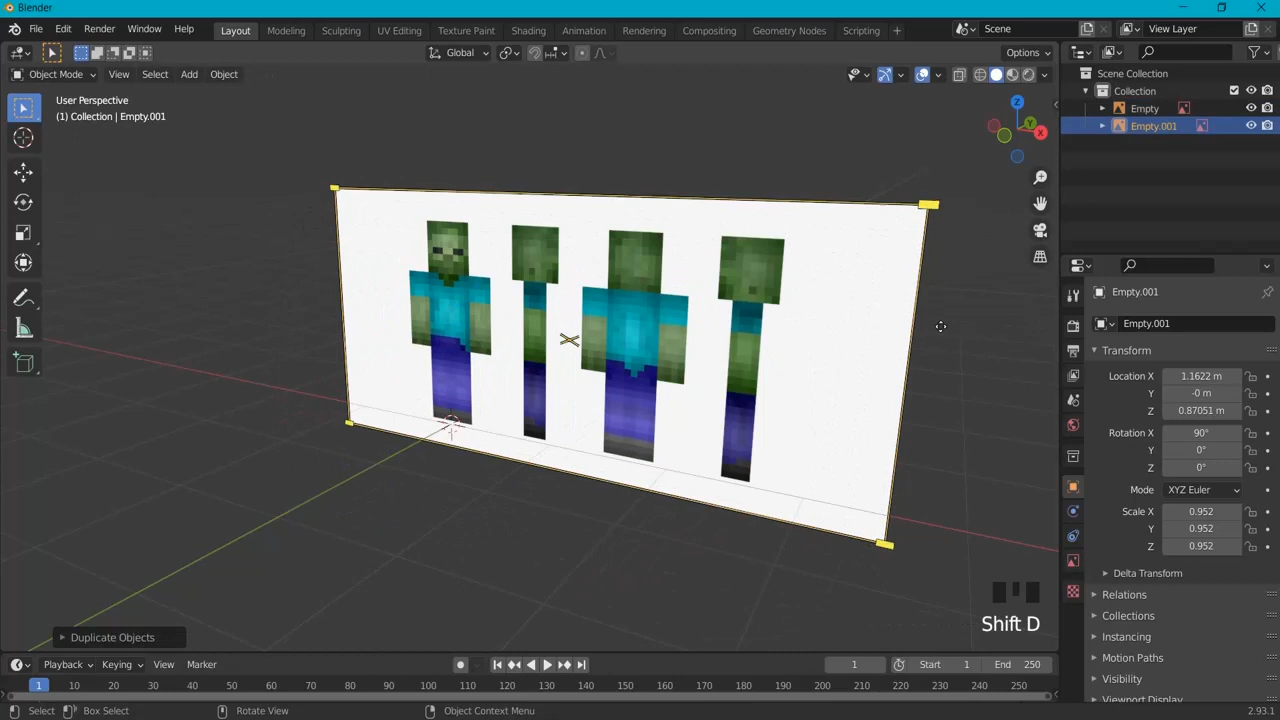 Blender
File Edit Render Window Help
Layout Modeling Sculpting UV Editing Texture Paint Shading Animation Rendering Compositing Geometry Nodes Scripting +
Scene
View Layer
Global
Options
Object Mode View Select Add Object
User Perspective
(1) Collection | Empty.001
Z
Y
X
Scene Collection
Collection
Empty
Empty.001
Empty.001
Empty.001
Transform
Location X 1.1622 m
Y -0 m
Z 0.87051 m
Rotation X 90°
Y 0°
Z 0°
Mode XYZ Euler
Scale X 0.952
Y 0.952
Z 0.952
Delta Transform
Relations
Collections
Instancing
Motion Paths
Visibility
Viewport Display
Shift D
Duplicate Objects
Playback Keying View Marker
1
Start 1
End 250
1 10 20 30 40 50 60 70 80 90 100 110 120 130 140 150 160 170 180 190 200 210 220 230 240 250
Select Box Select Rotate View Object Context Menu
2.93.1